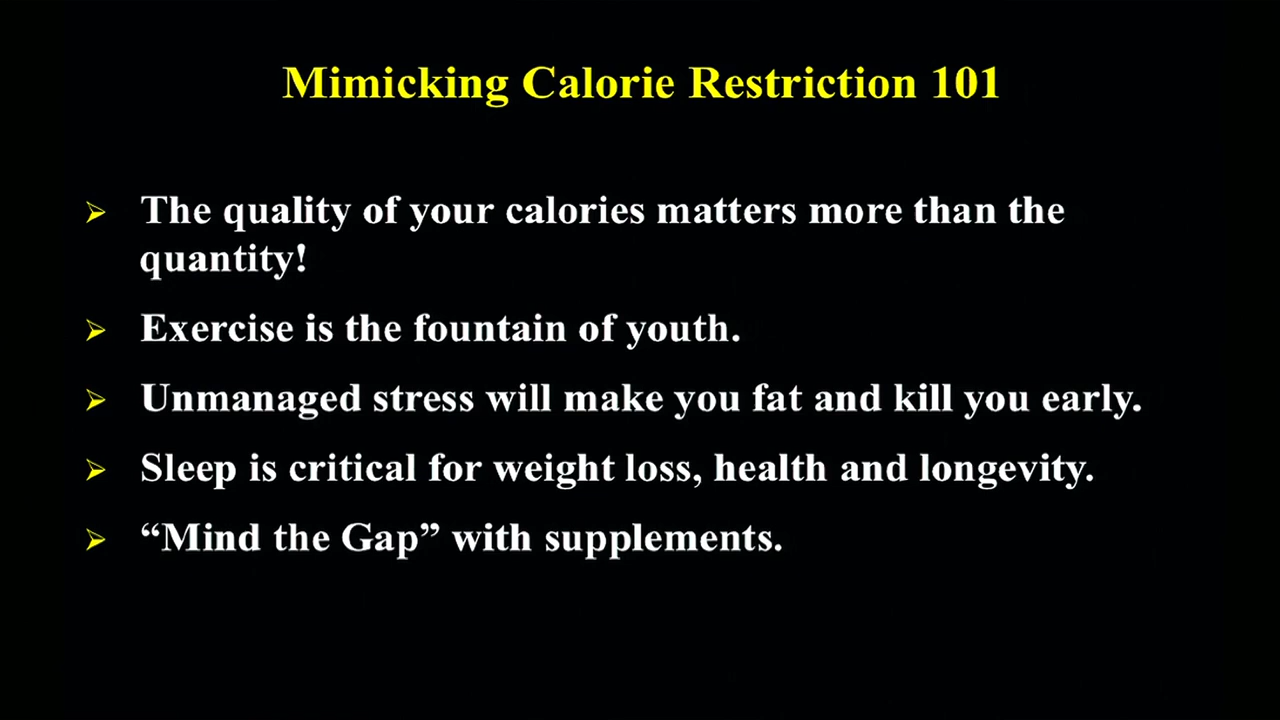 Mimicking Calorie Restriction 101
➢ The quality of your calories matters more than the
quantity!
➢ Exercise is the fountain of youth.
➢ Unmanaged stress will make you fat and kill you early.
➢ Sleep is critical for weight loss, health and longevity.
➢ “Mind the Gap” with supplements.